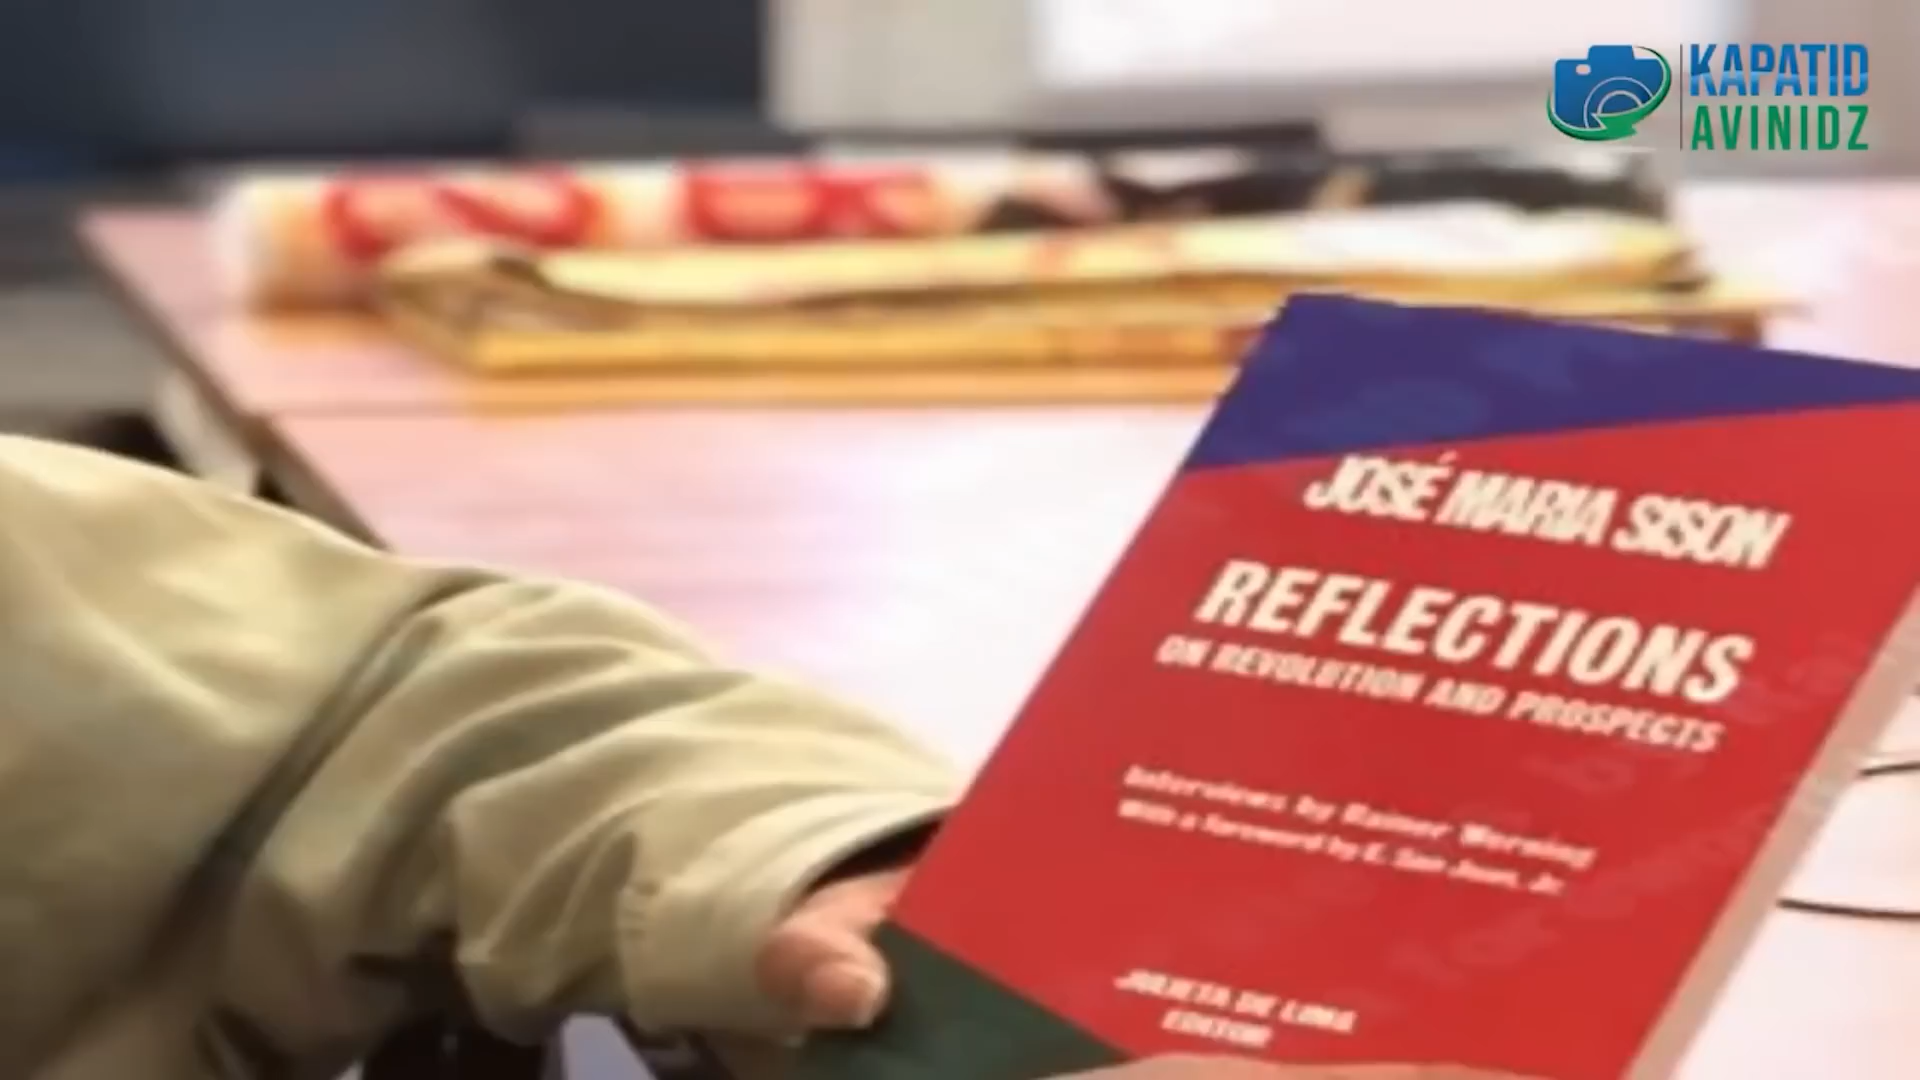 KAPATID
AVINIDZ
JOSÉ MARIA SISON
REFLECTIONS
ON REVOLUTION AND PROSPECTS
Interviews by Rainer Werning
With a Foreword by E. San Juan, Jr.
JULIETA DE LIMA
EDITOR